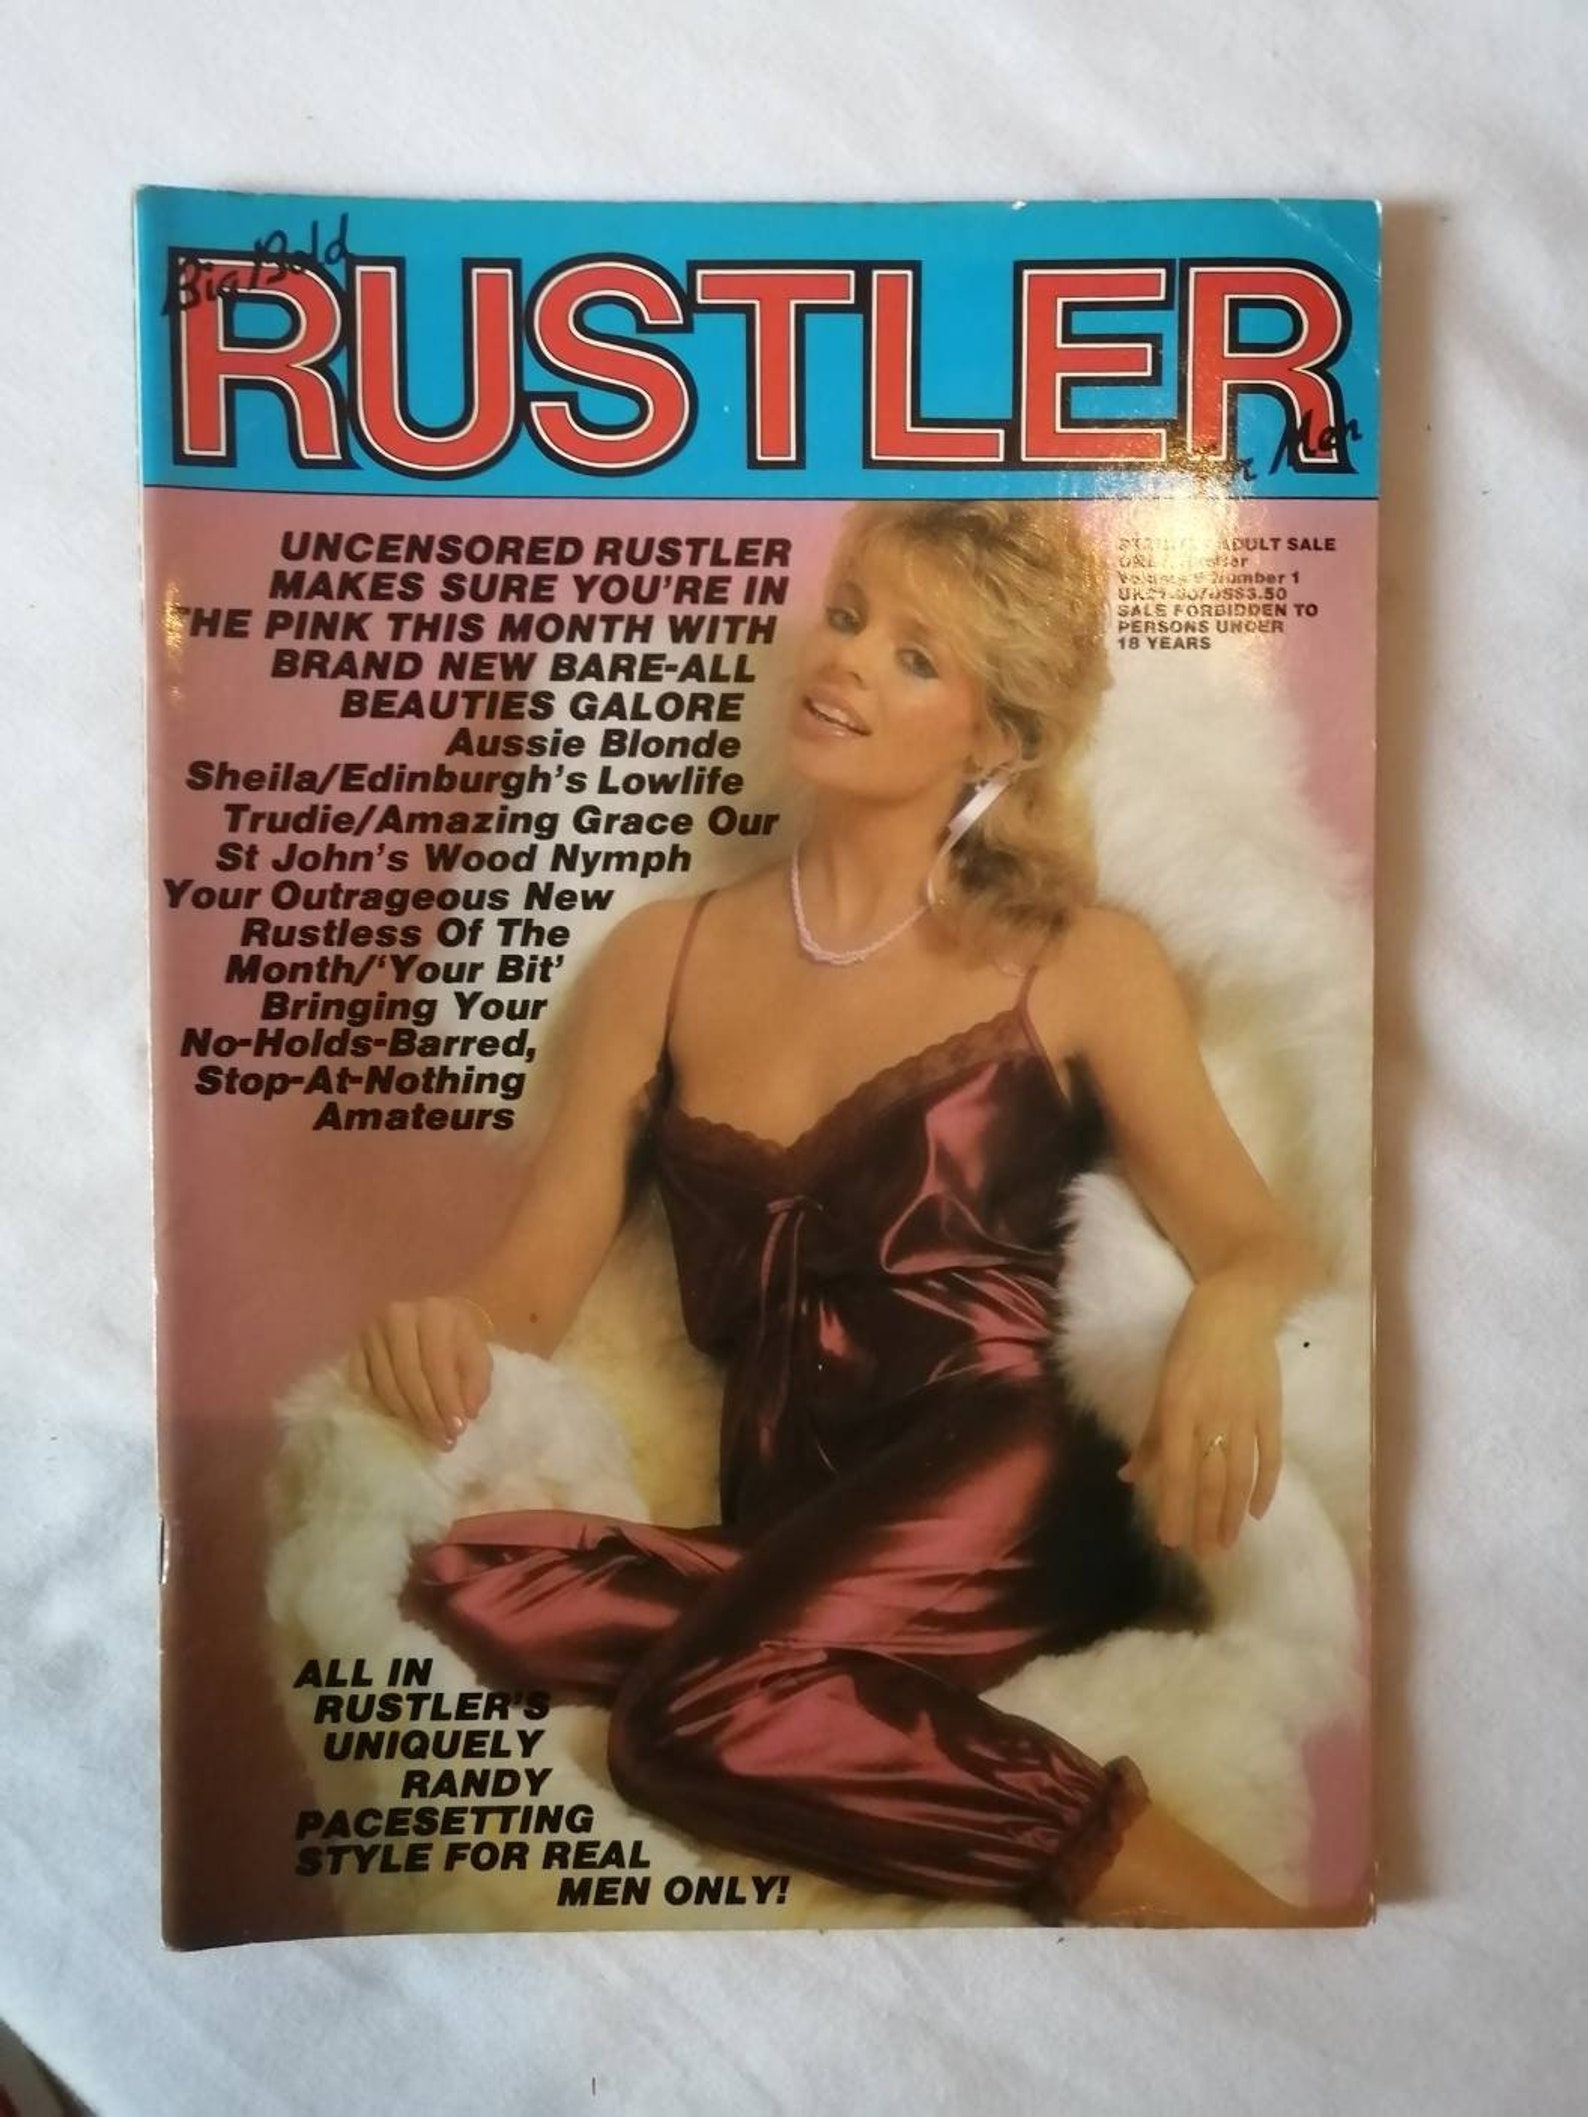 Big/Bold
RUSTLER
Men
UNCENSORED RUSTLER
MAKES SURE YOU'RE IN
THE PINK THIS MONTH WITH
BRAND NEW BARE-ALL
BEAUTIES GALORE
Aussie Blonde
Sheila/Edinburgh's Lowlife
Trudie/Amazing Grace Our
St John's Wood Nymph
Your Outrageous New
Rustless Of The
Month/'Your Bit'
Bringing Your
No-Holds-Barred,
Stop-At-Nothing
Amateurs
ADULT SALE
Number 1
SALE FORBIDDEN TO
PERSONS UNDER
18 YEARS
ALL IN
RUSTLER'S
UNIQUELY
RANDY
PACESETTING
STYLE FOR REAL
MEN ONLY!